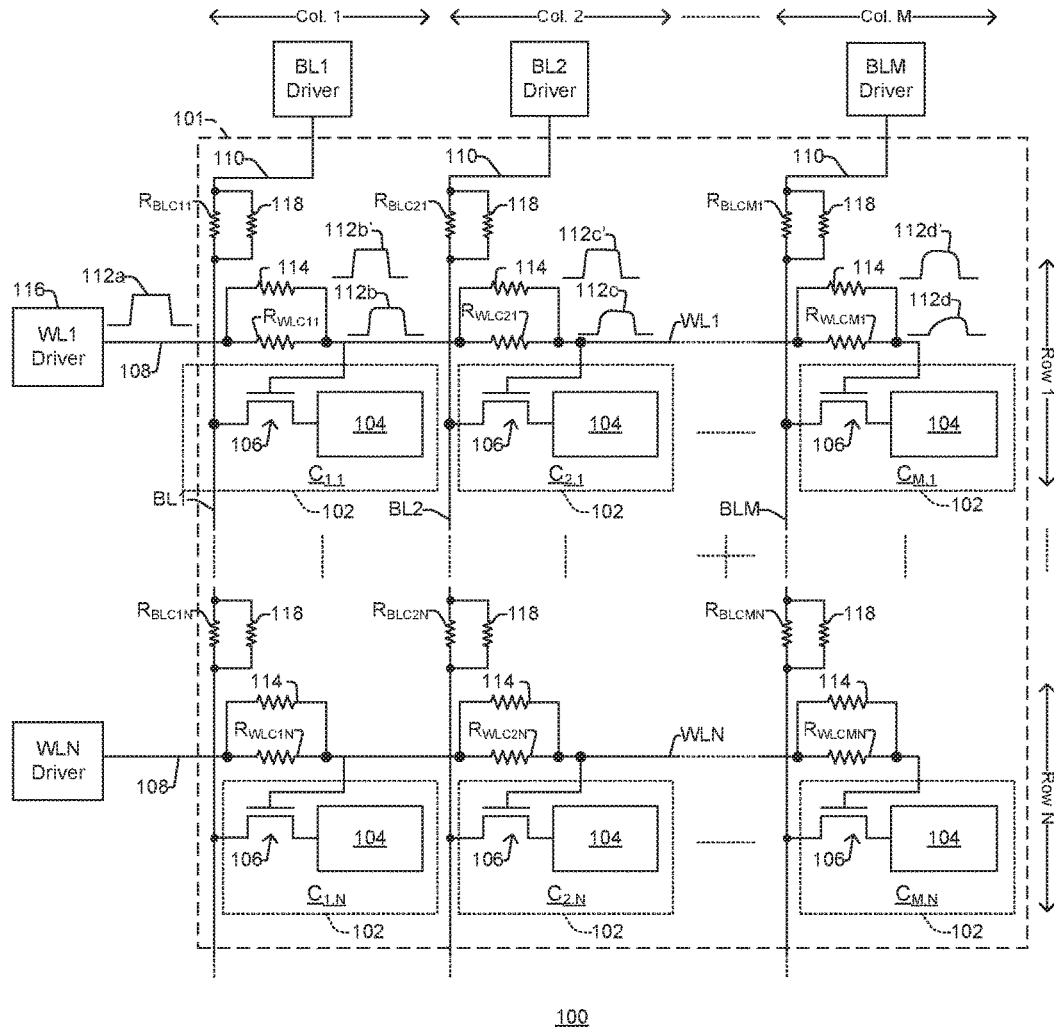 Col. 1 Col. 2 Col. M
BL1 Driver BL2 Driver BLM Driver
101
110 110 110
RBLC11 118 RBLC21 118 RBLCM1 118
112b' 112c' 112d'
112a 114 114 114
116 112b 112c 112d
WL1 Driver RWLC11 RWLC21 WL1 RWLCM1
108
Row 1
106 104 106 104 106 104
C1,1 C2,1 CM,1
BL1 102 BL2 102 BLM 102
RBLC1N 118 RBLC2N 118 RBLCMN 118
114 114 114
WLN Driver RWLC1N RWLC2N WLN RWLCMN
108
Row N
106 104 106 104 106 104
C1,N C2,N CM,N
102 102 102
100